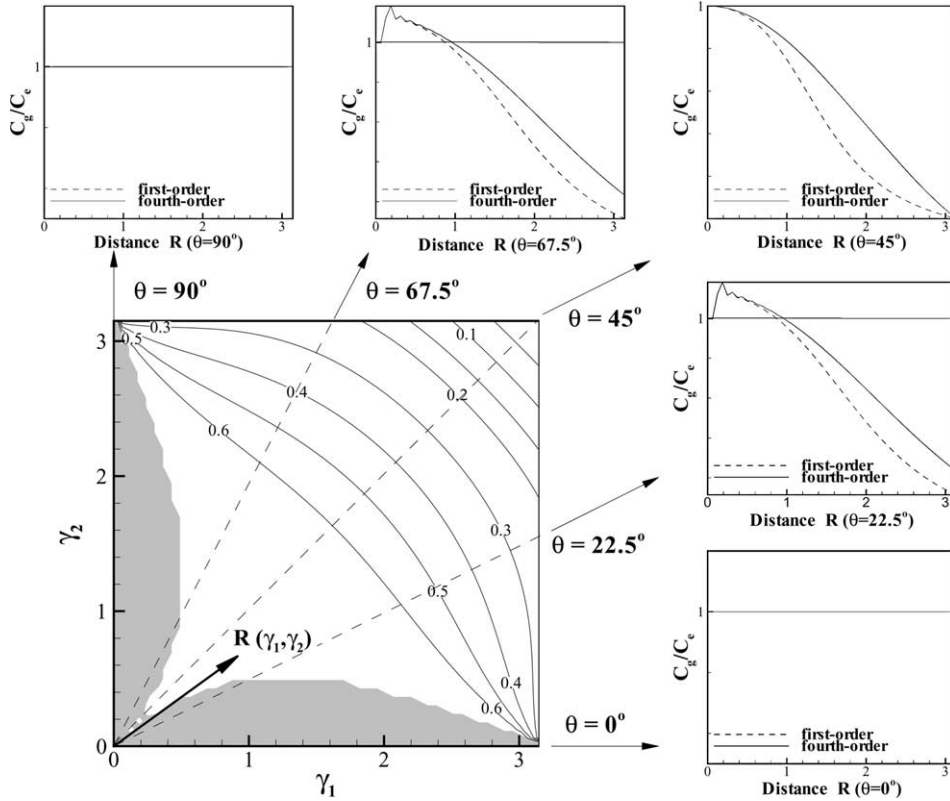 C_g/C_e
1
first-order
fourth-order
0 1 2 3
Distance R (θ=90°)
C_g/C_e
1
first-order
fourth-order
0 1 2 3
Distance R (θ=67.5°)
C_g/C_e
1
first-order
fourth-order
0 1 2 3
Distance R (θ=45°)
θ = 90°
θ = 67.5°
θ = 45°
θ = 22.5°
θ = 0°
γ₂
3
2
1
0
0.3
0.5
0.4
0.6
0.1
0.2
0.3
0.5
0.4
0.6
R (γ₁,γ₂)
0 1 2 3
γ₁
C_g/C_e
1
first-order
fourth-order
0 1 2 3
Distance R (θ=22.5°)
C_g/C_e
1
first-order
fourth-order
0 1 2 3
Distance R (θ=0°)